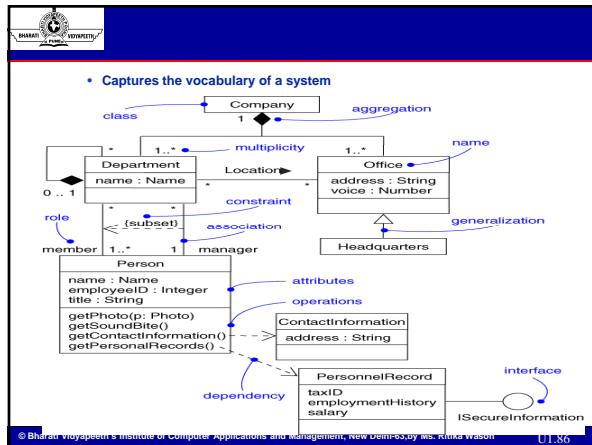 BHARATI VIDYAPEETH
PUNE
• Captures the vocabulary of a system
class
Company
aggregation
1
*
1..*
multiplicity
1..*
name
Department
Location
Office
name : Name
*
*
address : String
voice : Number
0 .. 1
constraint
*
*
role
{subset}
association
generalization
member
1..*
1
manager
Headquarters
Person
name : Name
employeeID : Integer
title : String
attributes
operations
getPhoto(p: Photo)
getSoundBite()
getContactInformation()
getPersonalRecords()
ContactInformation
address : String
dependency
PersonnelRecord
interface
taxID
employmentHistory
salary
ISecureInformation
© Bharati Vidyapeeth's Institute of Computer Applications and Management, New Delhi-63,by Ms. Ritika Wason
U1.86